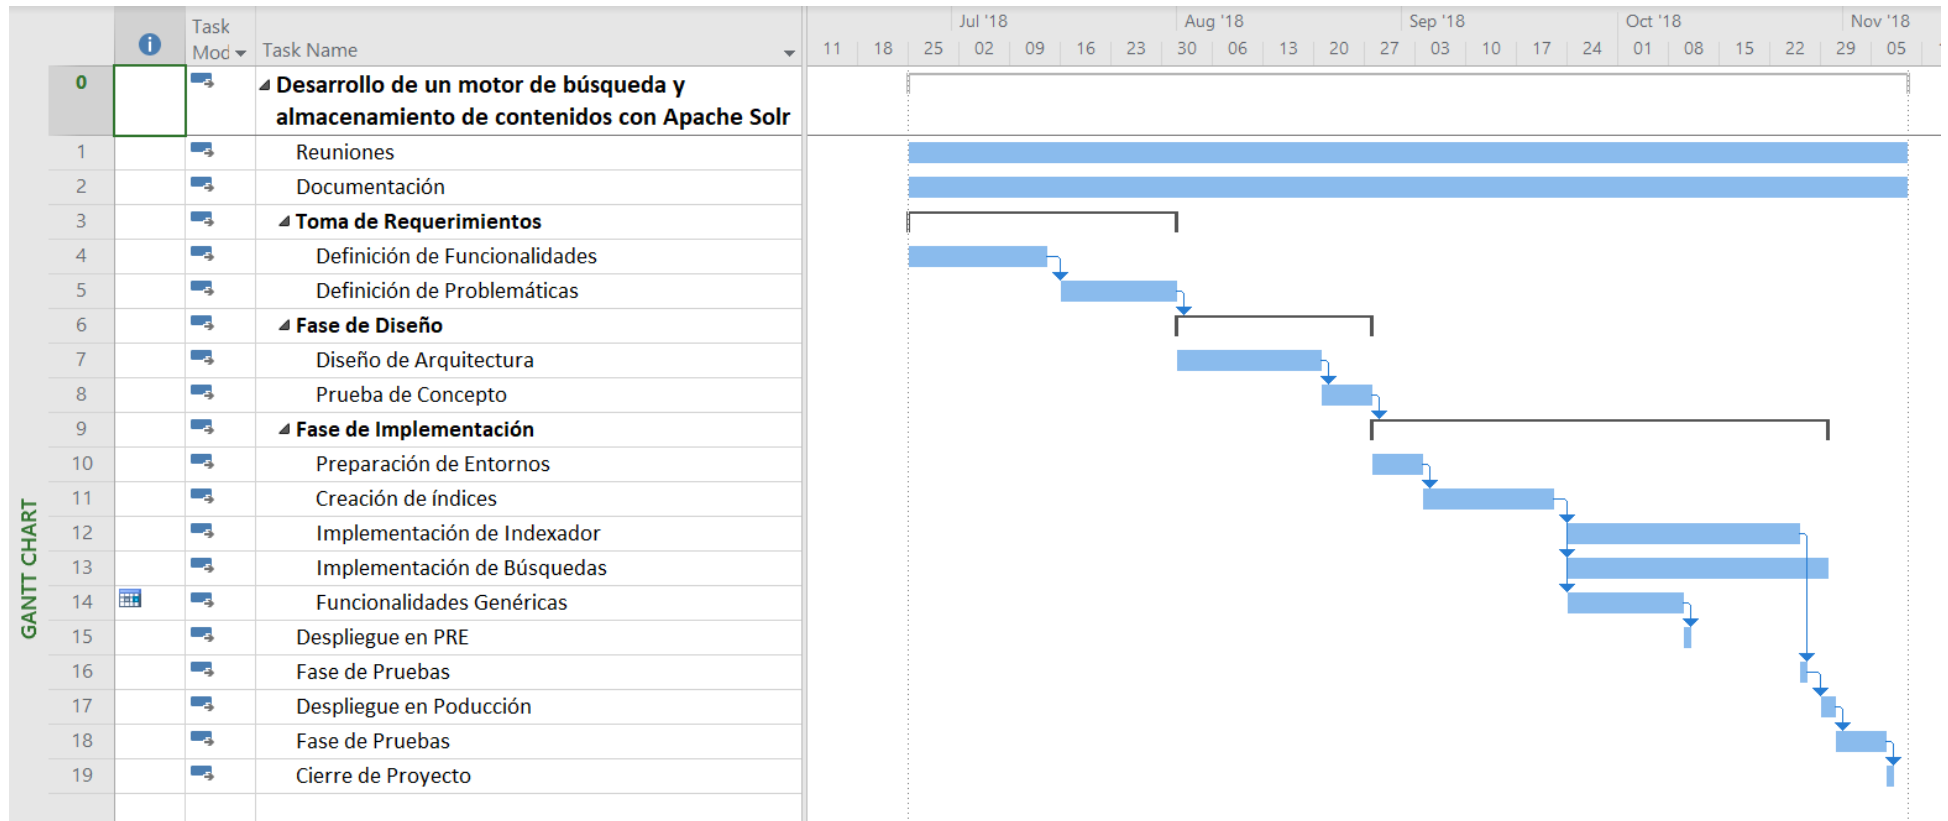 Jul '18 Aug '18 Sep '18 Oct '18 Nov '18
Task
Mod Task Name 11 18 25 02 09 16 23 30 06 13 20 27 03 10 17 24 01 08 15 22 29 05
0 Desarrollo de un motor de búsqueda y
almacenamiento de contenidos con Apache Solr
1 Reuniones
2 Documentación
3 Toma de Requerimientos
4 Definición de Funcionalidades
5 Definición de Problemáticas
6 Fase de Diseño
7 Diseño de Arquitectura
8 Prueba de Concepto
9 Fase de Implementación
10 Preparación de Entornos
11 Creación de índices
12 Implementación de Indexador
13 Implementación de Búsquedas
14 Funcionalidades Genéricas
15 Despliegue en PRE
16 Fase de Pruebas
17 Despliegue en Poducción
18 Fase de Pruebas
19 Cierre de Proyecto
GANTT CHART